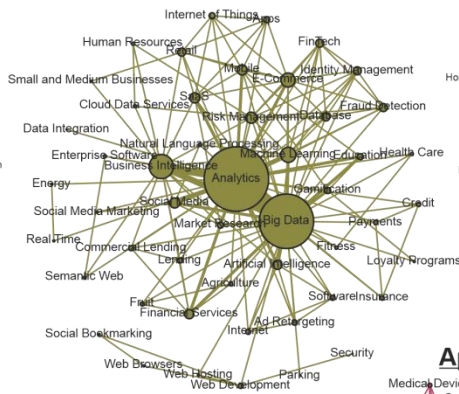 Internet of Things
Apps
Human Resources
Retail
FinTech
Mobile
E-Commerce
Identity Management
Ho
Small and Medium Businesses
SaaS
Cloud Data Services
Fraud Detection
Risk Management
Database
Data Integration
Natural Language Processing
Enterprise Software
Machine Learning
Education
Health Care
Business Intelligence
Analytics
Energy
Gamification
Social Media
Credit
Social Media Marketing
Market Research
Big Data
Payments
Real-Time
Commercial Lending
Fitness
Lending
Artificial Intelligence
Loyalty Programs
Semantic Web
Agriculture
Fruit
Software
Insurance
Financial Services
Ad Retargeting
Internet
Social Bookmarking
Security
Ap
Web Browsers
Web Hosting
Parking
Web Development
Medical Devi